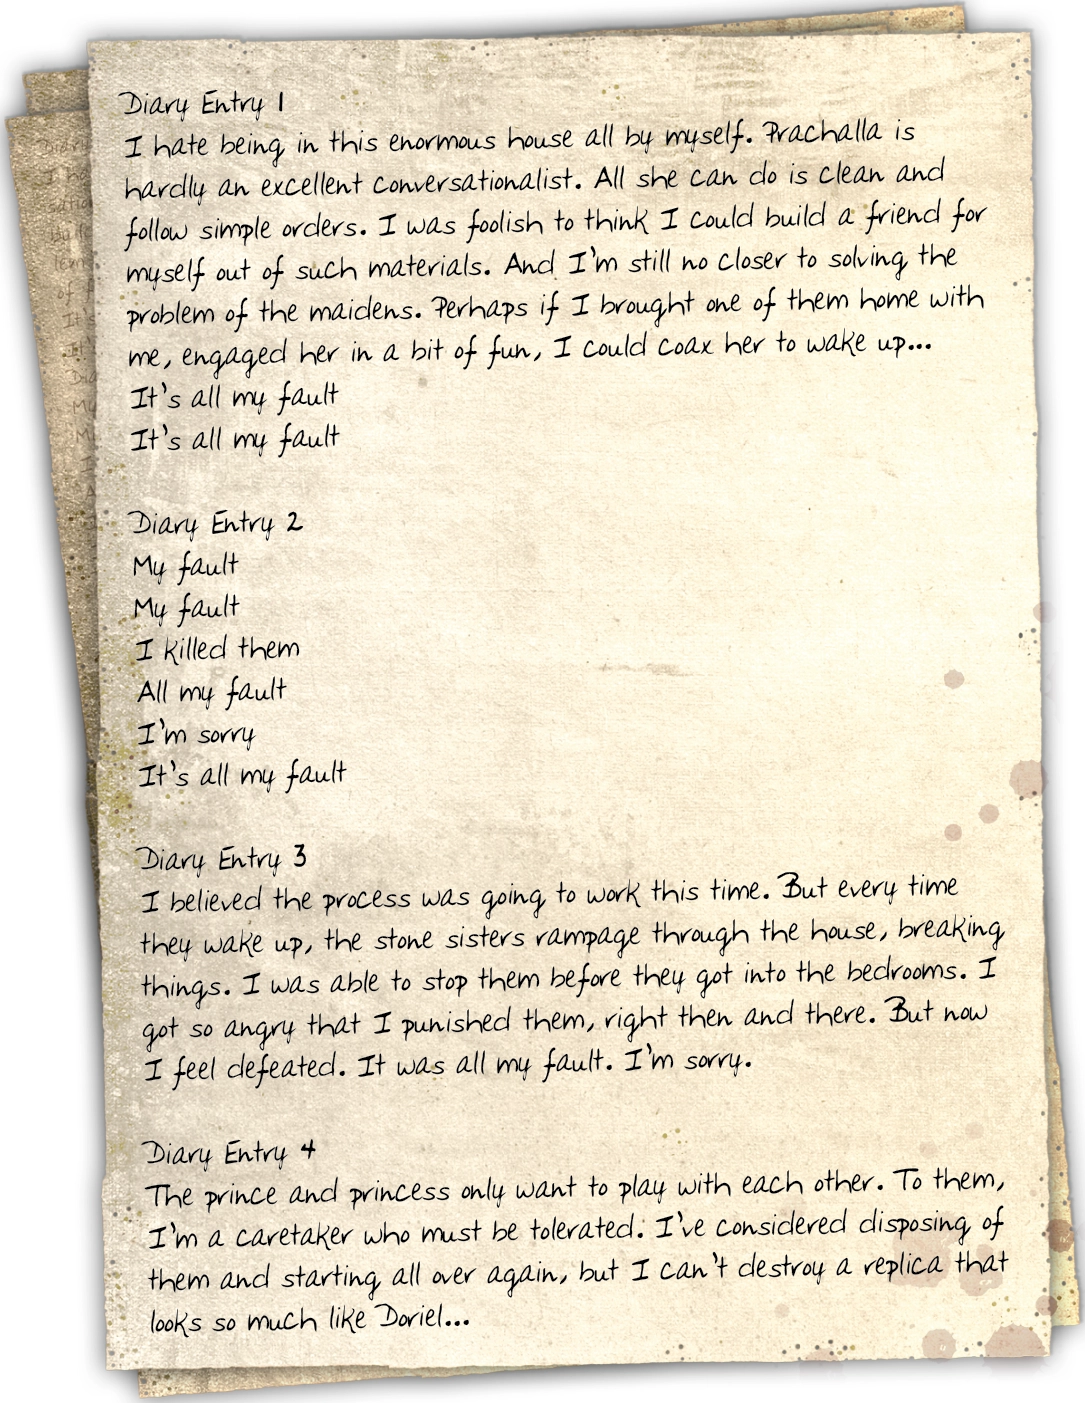 Diary Entry 1
I hate being in this enormous house all by myself. Prachalla is
hardly an excellent conversationalist. All she can do is clean and
follow simple orders. I was foolish to think I could build a friend for
myself out of such materials. And I'm still no closer to solving the
problem of the maidens. Perhaps if I brought one of them home with
me, engaged her in a bit of fun, I could coax her to wake up...
It's all my fault
It's all my fault
Diary Entry 2
My fault
My fault
I killed them
All my fault
I'm sorry
It's all my fault
Diary Entry 3
I believed the process was going to work this time. But every time
they wake up, the stone sisters rampage through the house, breaking
things. I was able to stop them before they got into the bedrooms. I
got so angry that I punished them, right then and there. But now
I feel defeated. It was all my fault. I'm sorry.
Diary Entry 4
The prince and princess only want to play with each other. To them,
I'm a caretaker who must be tolerated. I've considered disposing of
them and starting all over again, but I can't destroy a replica that
looks so much like Doriel...